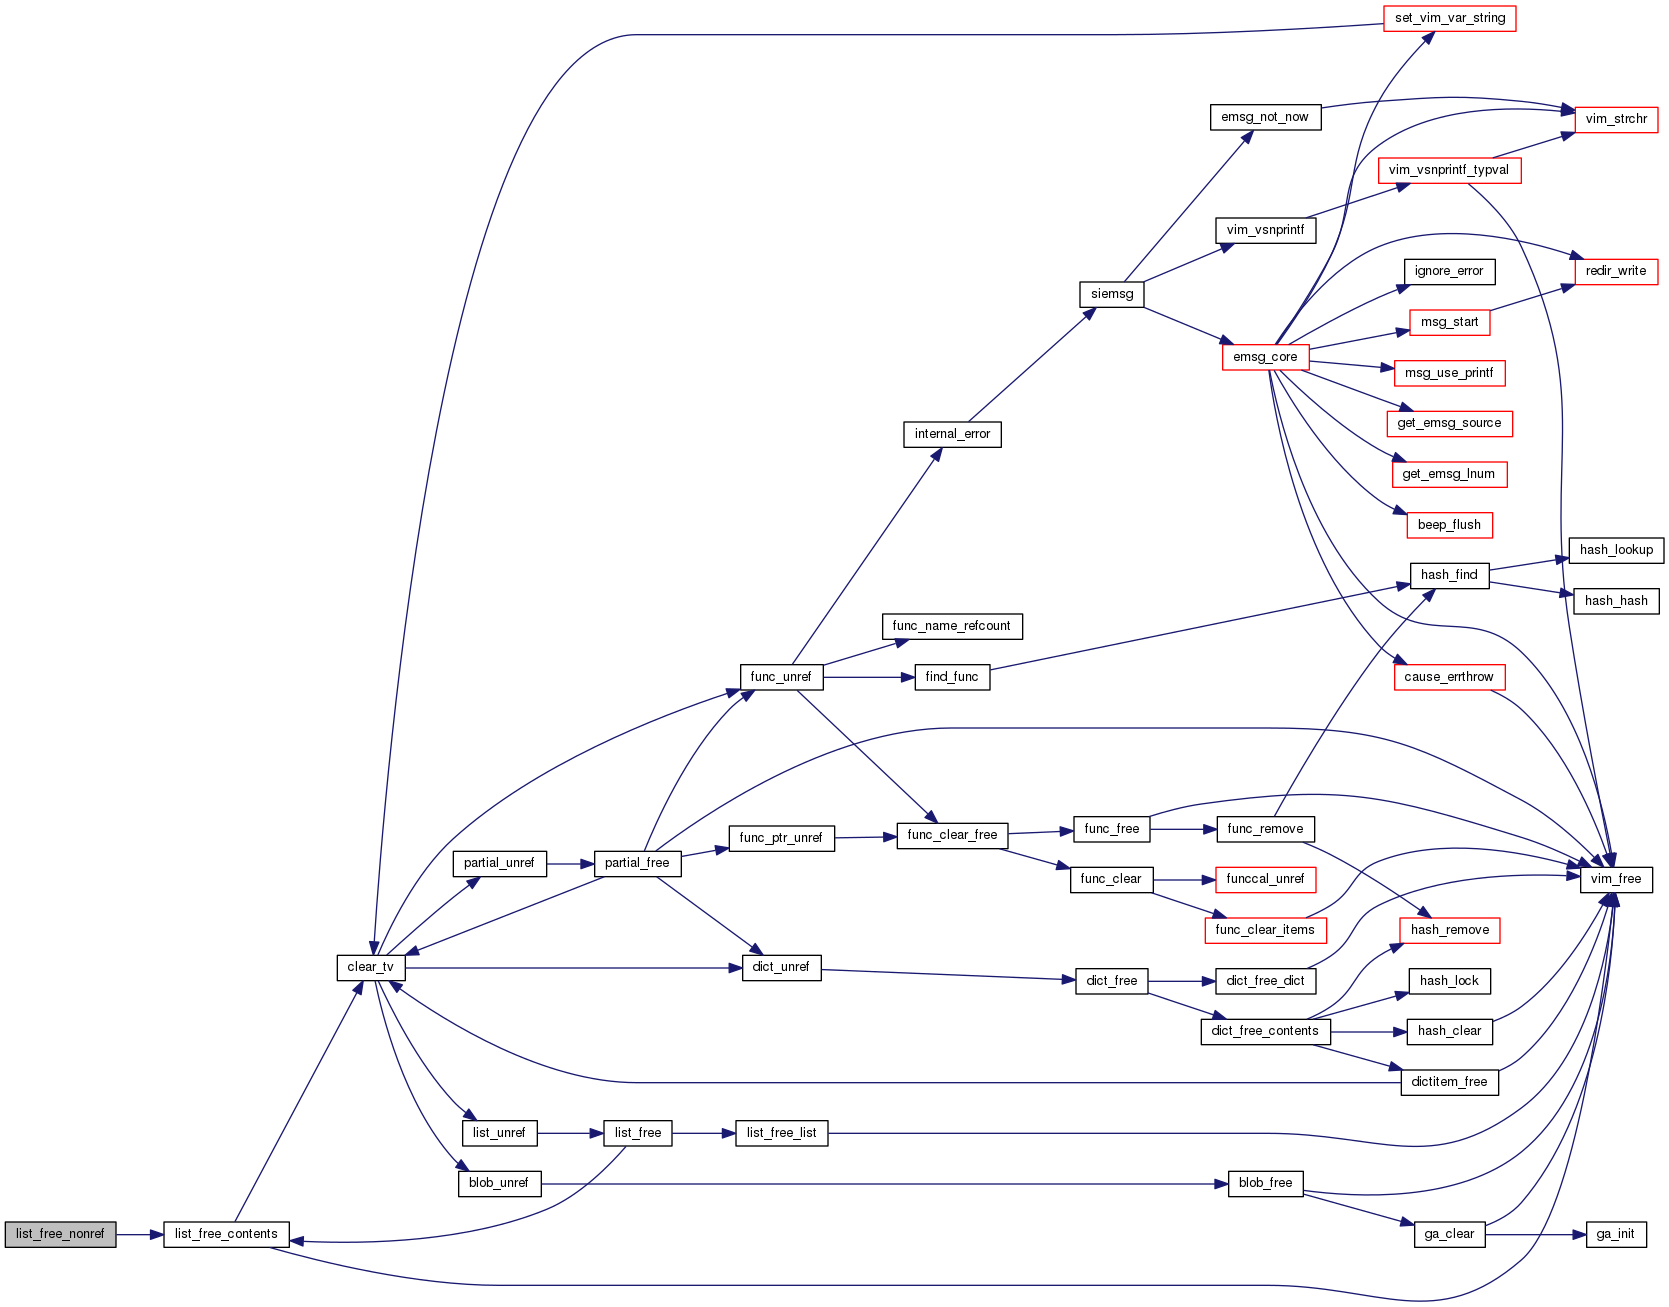 set_vim_var_string
emsg_not_now
vim_strchr
vim_vsnprintf_typval
vim_vsnprintf
ignore_error
redir_write
siemsg
msg_start
emsg_core
msg_use_printf
get_emsg_source
internal_error
get_emsg_lnum
beep_flush
hash_lookup
hash_find
hash_hash
func_name_refcount
func_unref
find_func
cause_errthrow
func_ptr_unref
func_clear_free
func_free
func_remove
partial_unref
partial_free
func_clear
funccal_unref
vim_free
func_clear_items
hash_remove
clear_tv
dict_unref
dict_free
dict_free_dict
hash_lock
dict_free_contents
hash_clear
dictitem_free
list_unref
list_free
list_free_list
blob_unref
blob_free
list_free_nonref
list_free_contents
ga_clear
ga_init